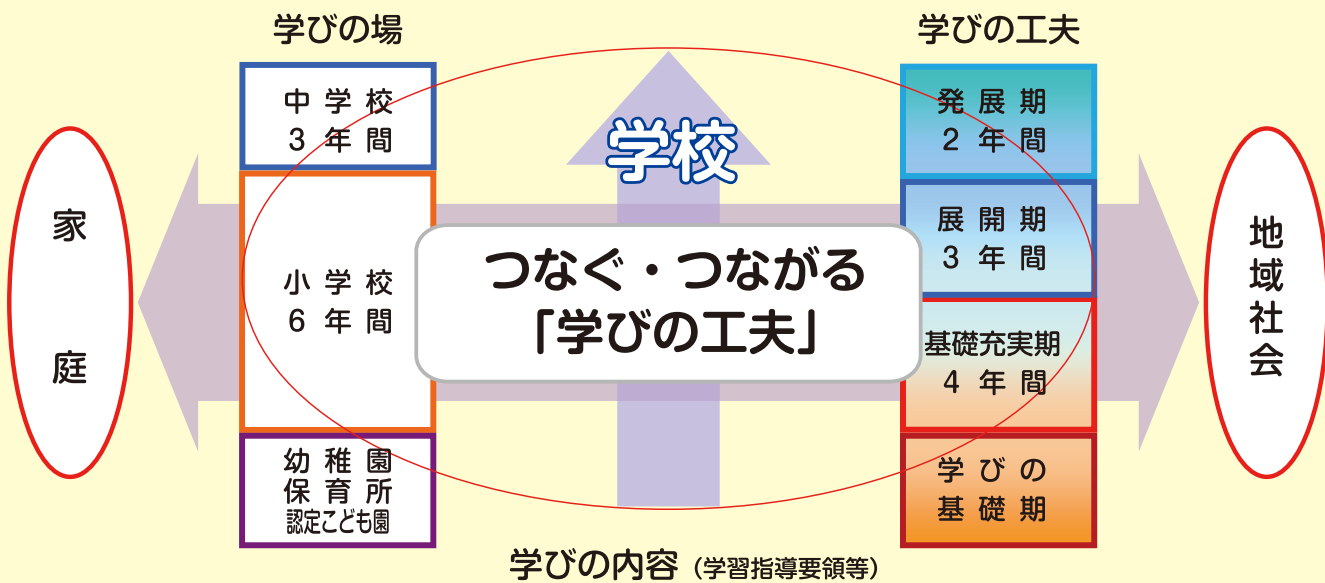 学びの場
学びの工夫
中学校
3年間
学校
発展期
2年間
家庭
小学校
6年間
つなぐ・つながる
「学びの工夫」
展開期
3年間
地域社会
基礎充実期
4年間
幼稚園
保育所
認定こども園
学びの
基礎期
学びの内容（学習指導要領等）